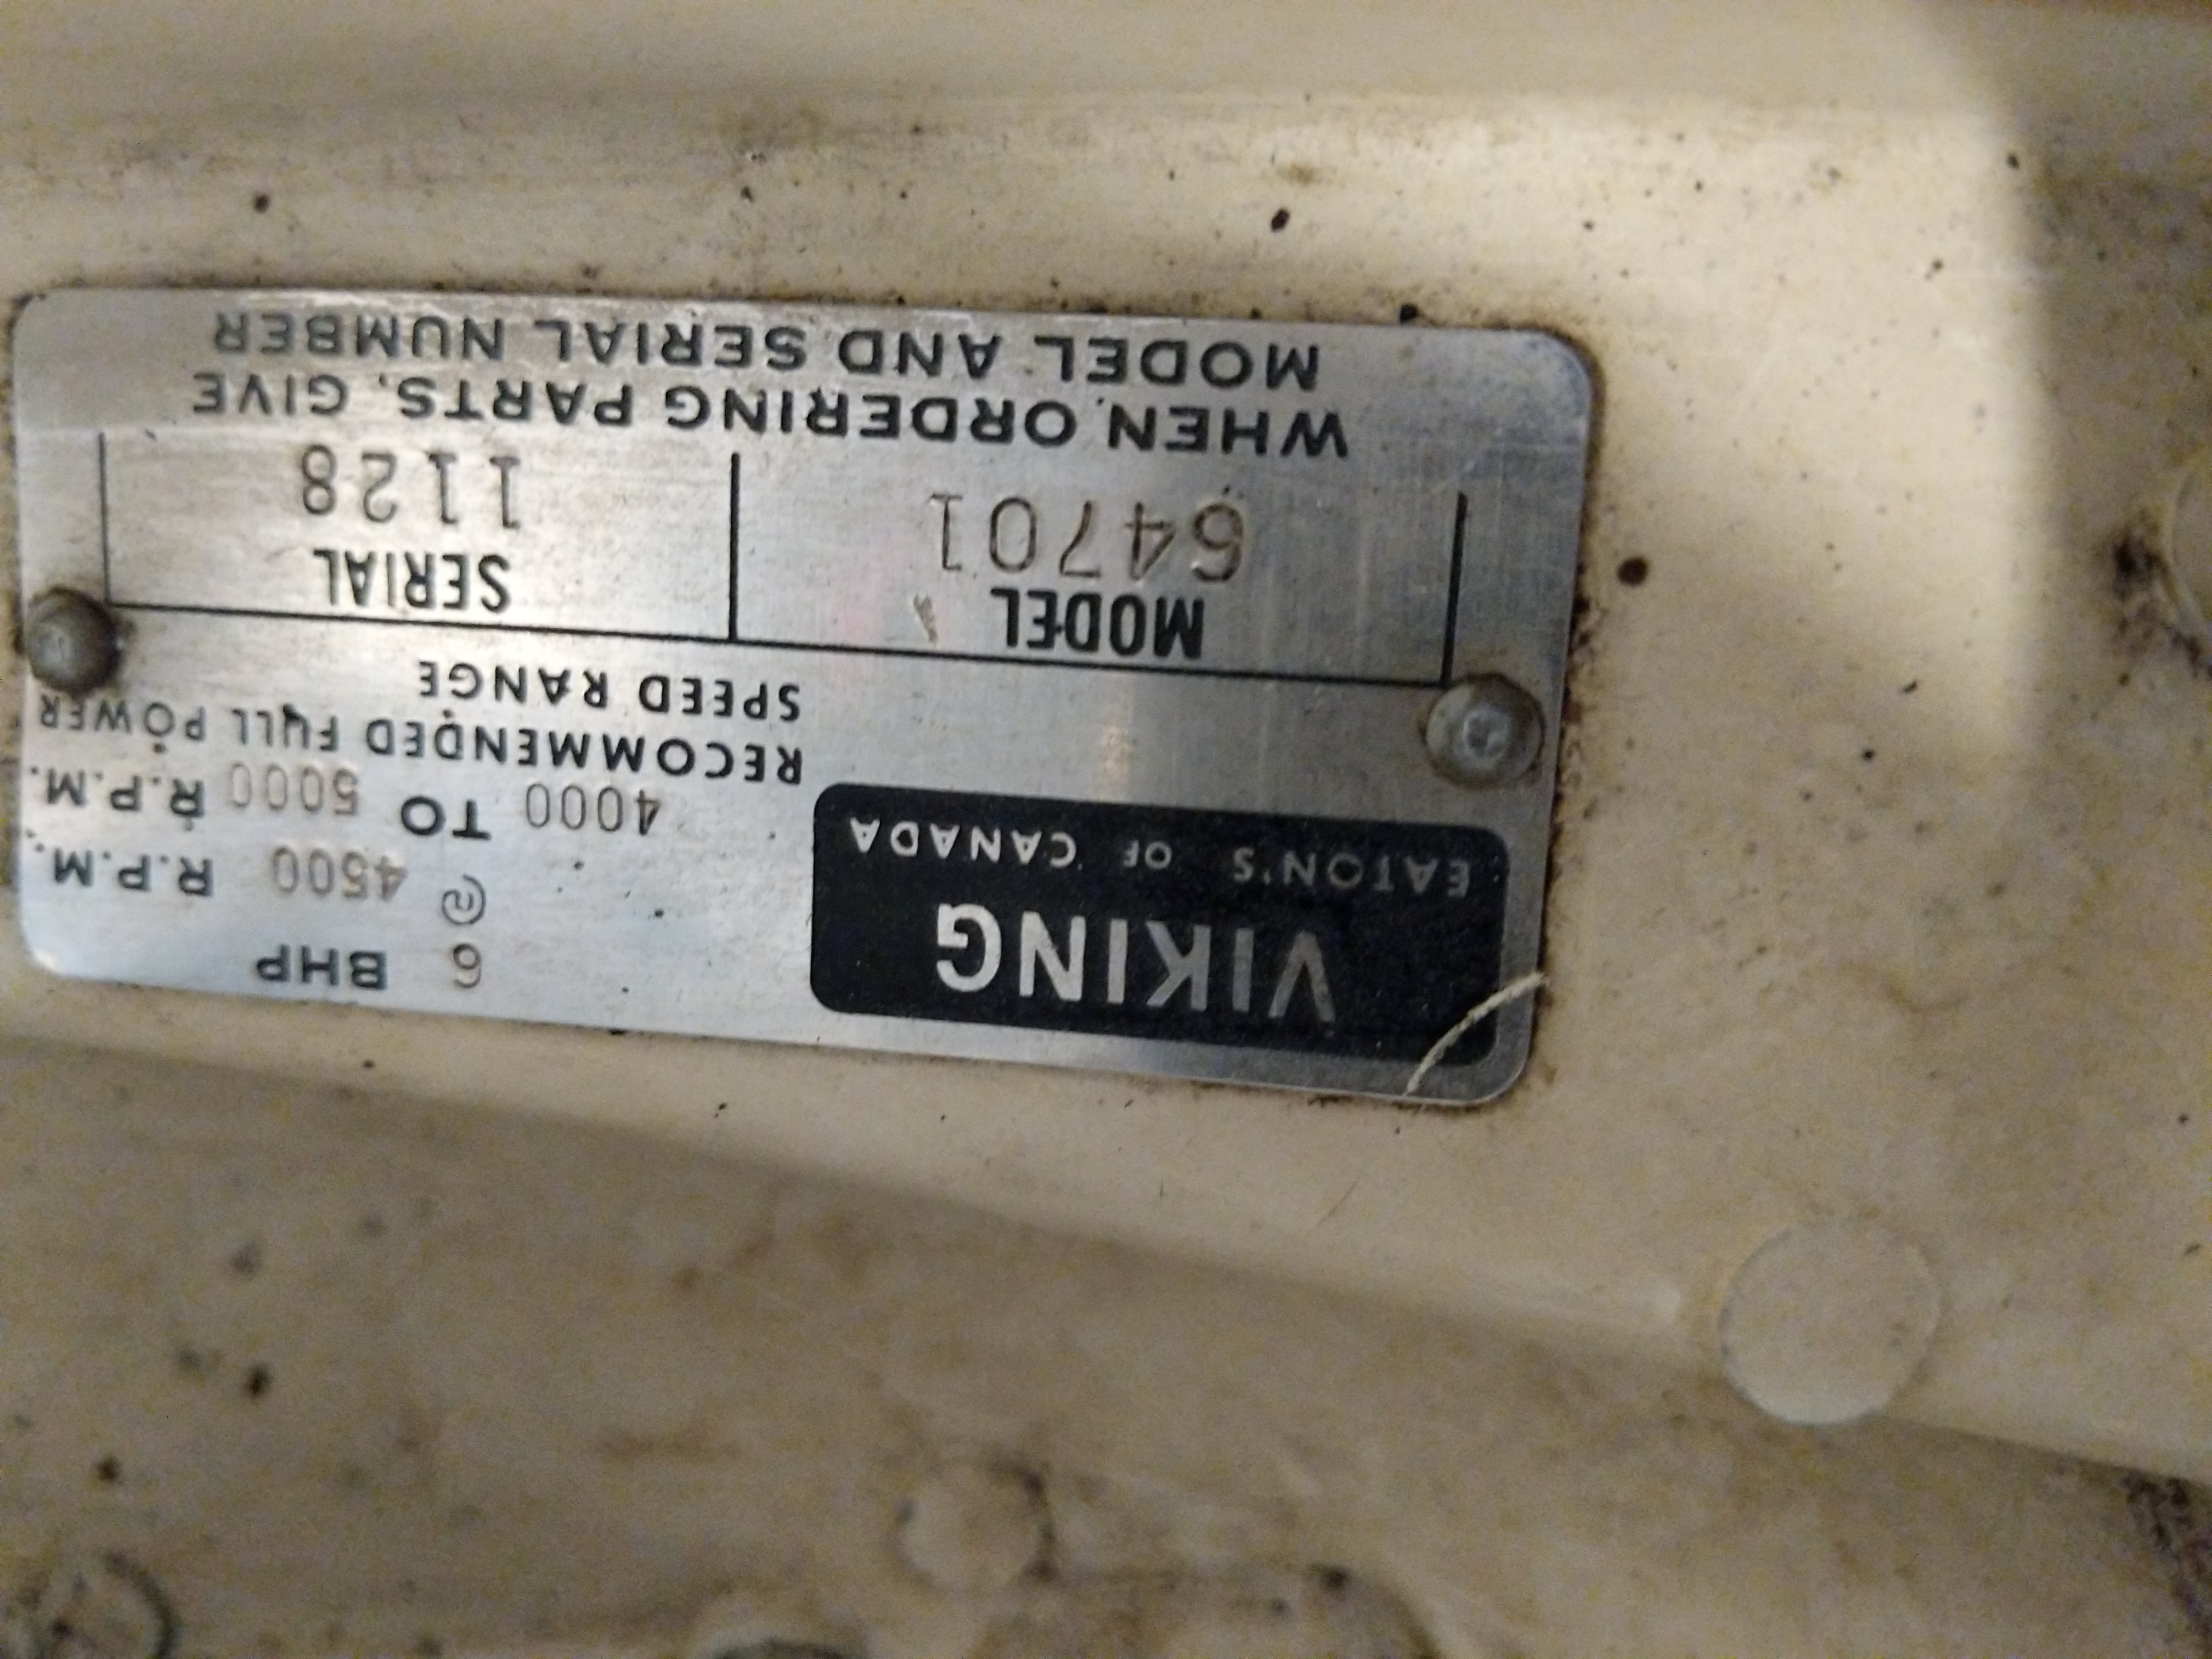 VIKING
EATON'S OF CANADA
6 BHP
@ 4500 R.P.M.
4000 TO 5000 R.P.M.
RECOMMENDED FULL POWER
SPEED RANGE
MODEL
64701
SERIAL
1128
WHEN ORDERING PARTS, GIVE
MODEL AND SERIAL NUMBER